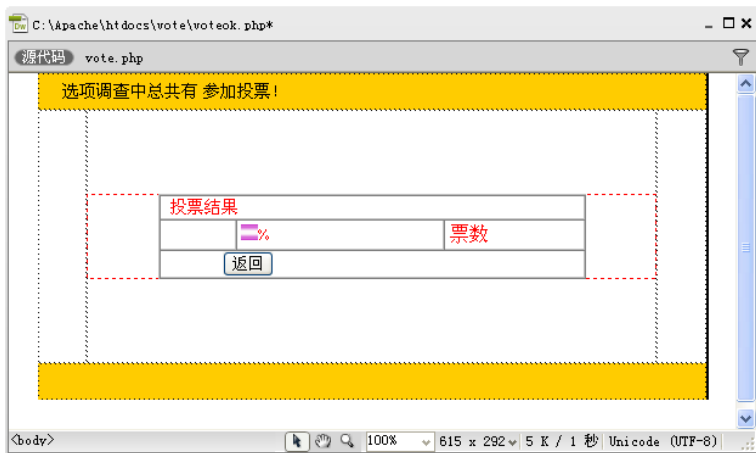 C:\Apache\htdocs\vote\voteok.php*
源代码 vote.php
选项调查中总共有 参加投票！
投票结果
% 票数
返回
<body> 100% 615 x 292 5 K / 1 秒 Unicode (UTF-8)